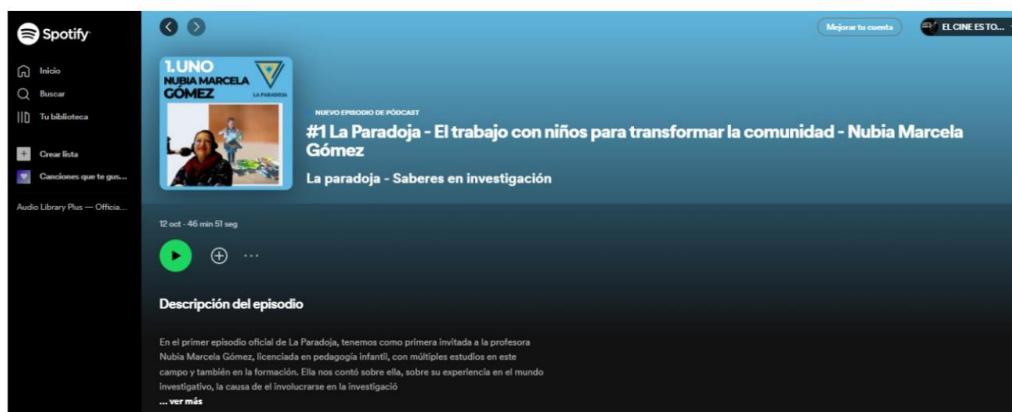 Spotify
Inicio
Buscar
Tu biblioteca
Crear lista
Canciones que te gus...
Audio Library Plus — Officia...
Mejorar tu cuenta
EL CINE ES TO...
1. UNO
NUBIA MARCELA
GÓMEZ
LA PARADOJA
NUEVO EPISODIO DE PÓDCAST
#1 La Paradoja - El trabajo con niños para transformar la comunidad - Nubia Marcela
Gómez
La paradoja - Saberes en investigación
12 oct · 46 min 51 seg
Descripción del episodio
En el primer episodio oficial de La Paradoja, tenemos como primera invitada a la profesora
Nubia Marcela Gómez, licenciada en pedagogía infantil, con múltiples estudios en este
campo y también en la formación. Ella nos contó sobre ella, sobre su experiencia en el mundo
investigativo, la causa de el involucrarse en la investigació
... ver más